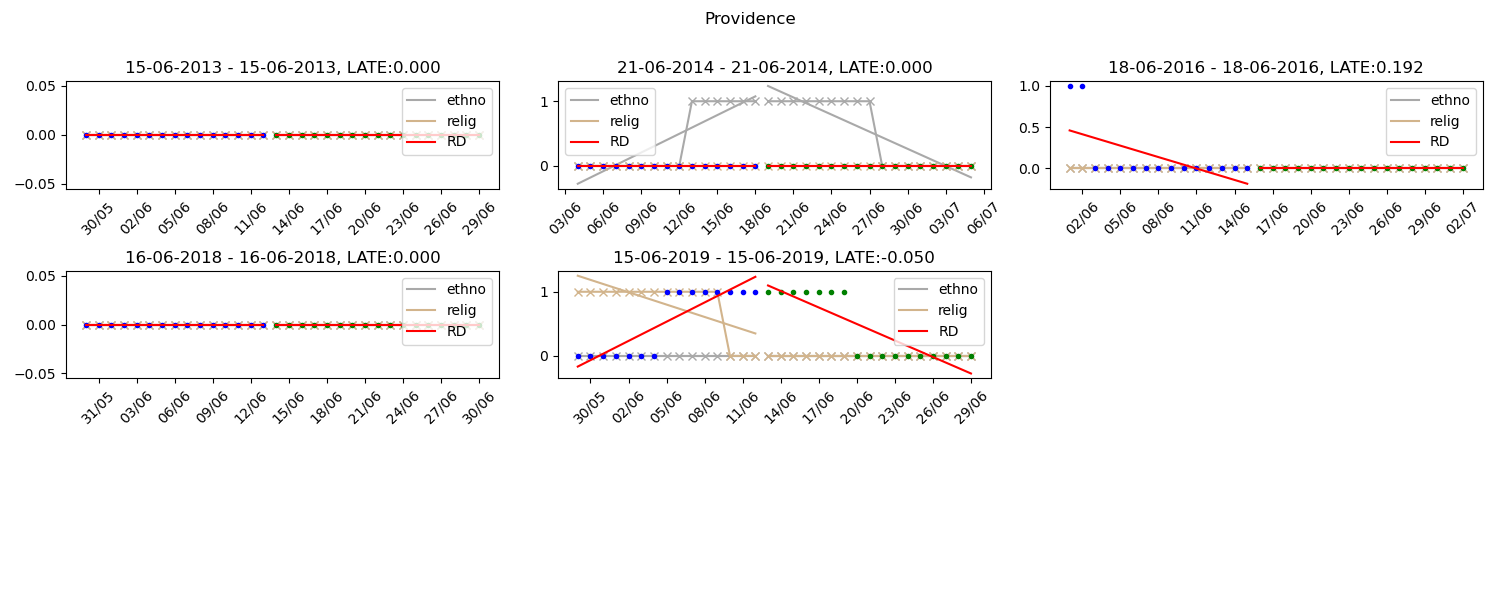 Providence
15-06-2013 - 15-06-2013, LATE:0.000
0.05
0.00
−0.05
ethno
relig
RD
30/05 02/06 05/06 08/06 11/06 14/06 17/06 20/06 23/06 26/06 29/06
21-06-2014 - 21-06-2014, LATE:0.000
1
0
ethno
relig
RD
03/06 06/06 09/06 12/06 15/06 18/06 21/06 24/06 27/06 30/06 03/07 06/07
18-06-2016 - 18-06-2016, LATE:0.192
1.0
0.5
0.0
ethno
relig
RD
02/06 05/06 08/06 11/06 14/06 17/06 20/06 23/06 26/06 29/06 02/07
16-06-2018 - 16-06-2018, LATE:0.000
0.05
0.00
−0.05
ethno
relig
RD
31/05 03/06 06/06 09/06 12/06 15/06 18/06 21/06 24/06 27/06 30/06
15-06-2019 - 15-06-2019, LATE:-0.050
1
0
ethno
relig
RD
30/05 02/06 05/06 08/06 11/06 14/06 17/06 20/06 23/06 26/06 29/06